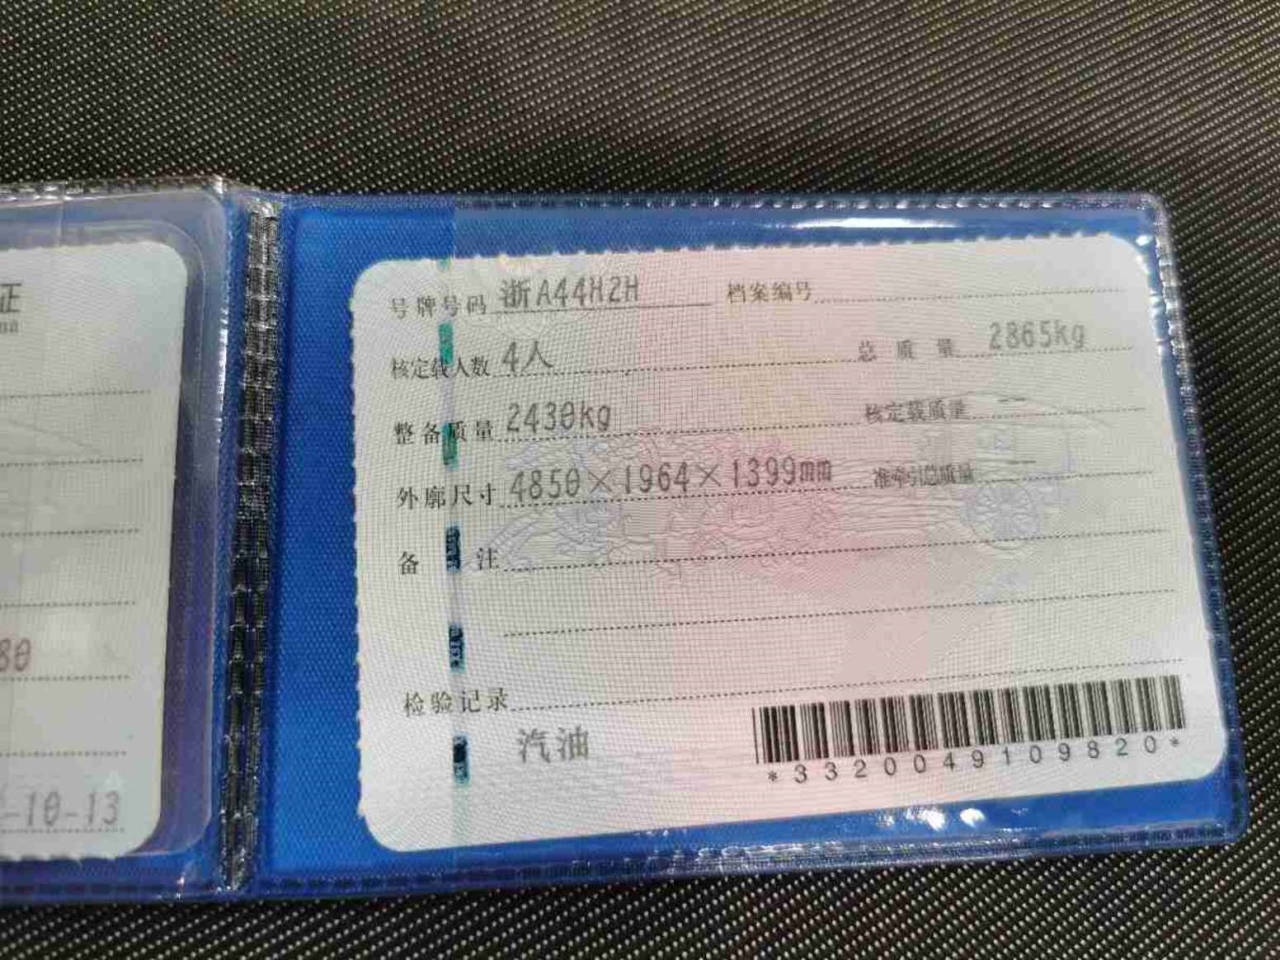 证
na
80
-10-13
号牌号码 浙A44H2H 档案编号
核定载人数 4人 总质量 2865kg
整备质量 2430kg 核定载质量 --
外廓尺寸 4850×1964×1399mm 准牵引总质量 --
备 注
检验记录
汽油
*3320049109820*